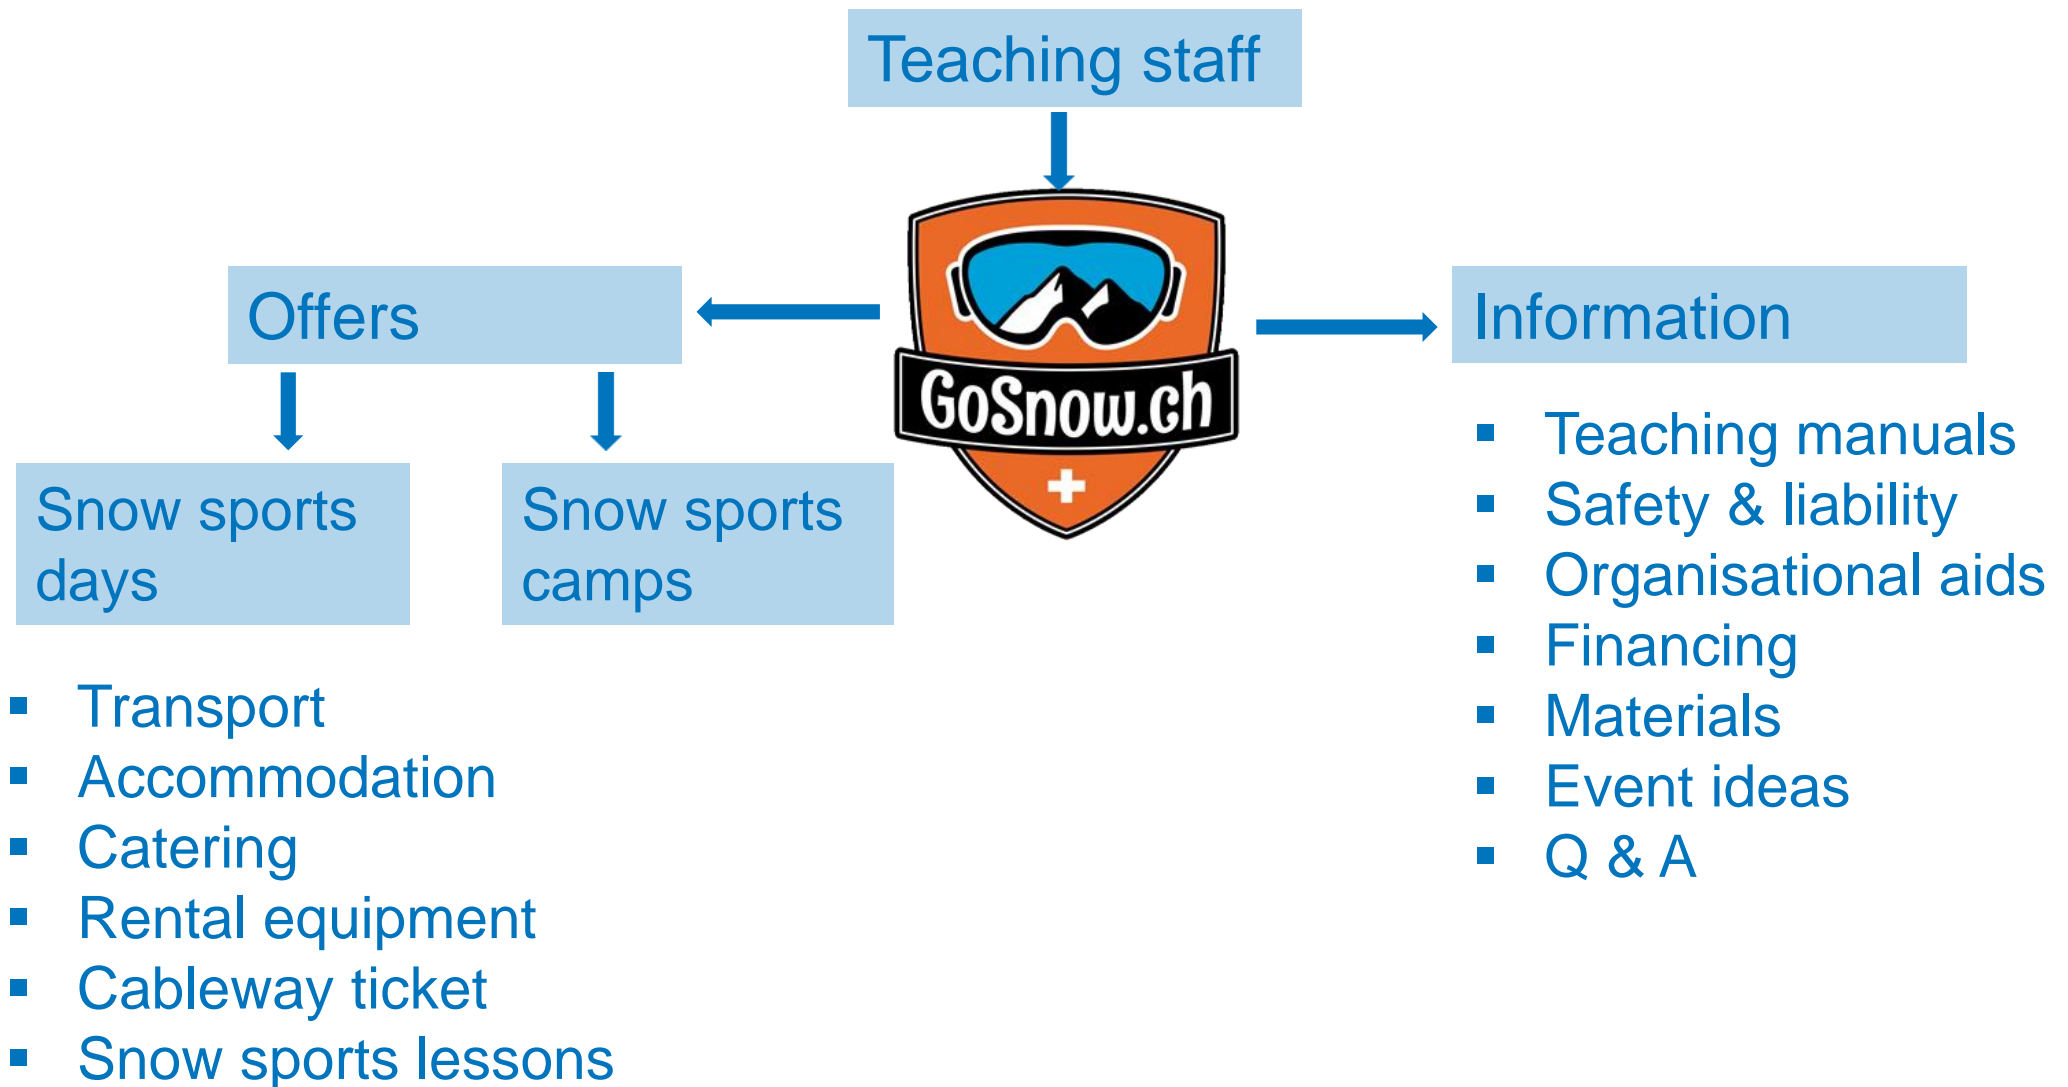 Teaching staff
GoSnow.ch
Offers
Snow sports
days
Snow sports
camps
Transport
Accommodation
Catering
Rental equipment
Cableway ticket
Snow sports lessons
Information
Teaching manuals
Safety & liability
Organisational aids
Financing
Materials
Event ideas
Q & A